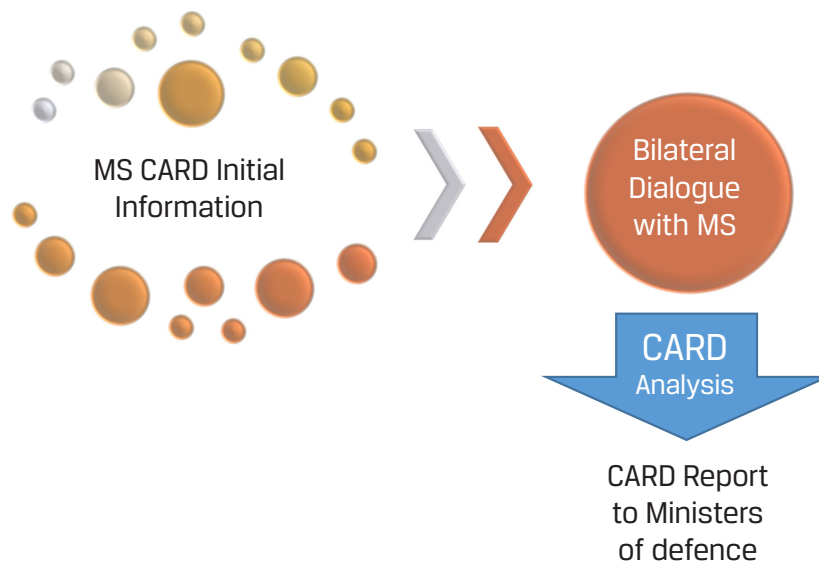 MS CARD Initial
Information
Bilateral
Dialogue
with MS
CARD
Analysis
CARD Report
to Ministers
of defence